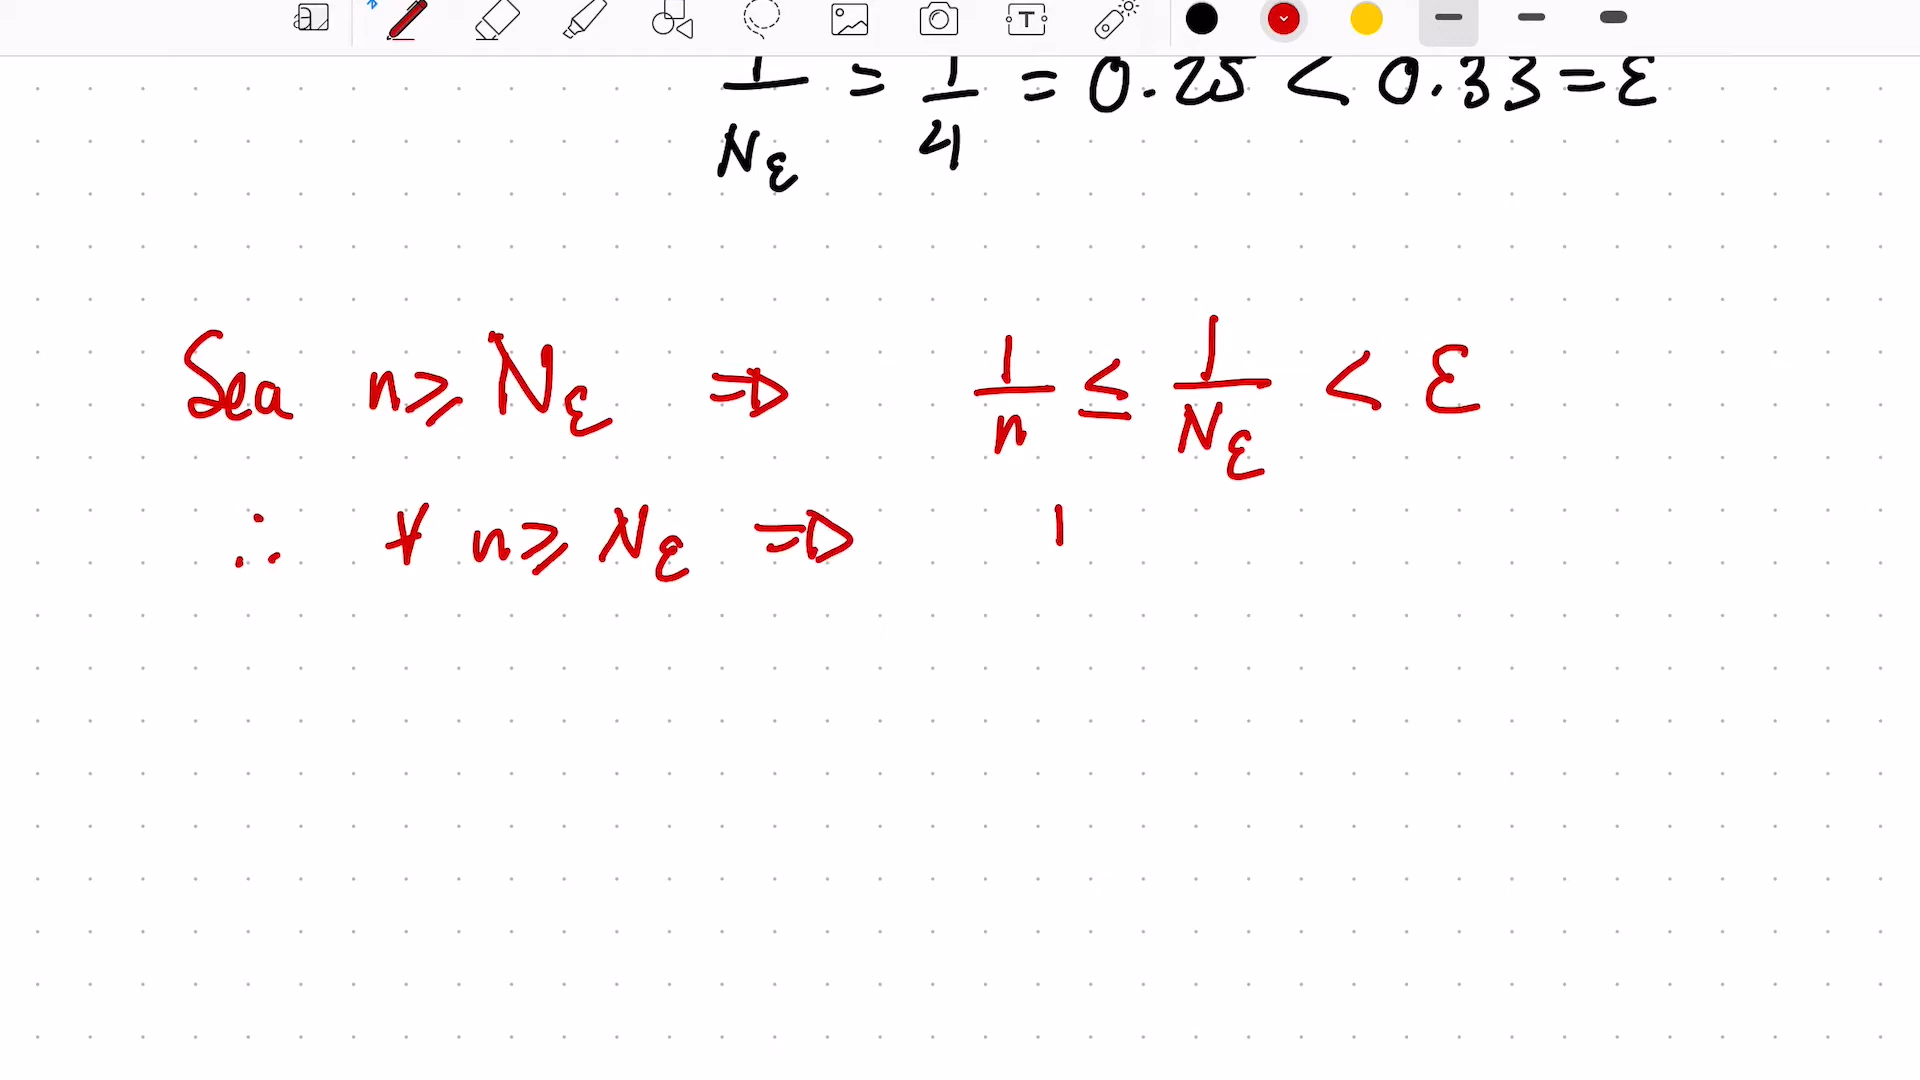 1/N_ε = 1/4 = 0.25 < 0.33 = ε
Sea n ≥ N_ε ⇒ 1/n ≤ 1/N_ε < ε
∴ ∀ n ≥ N_ε ⇒ 1